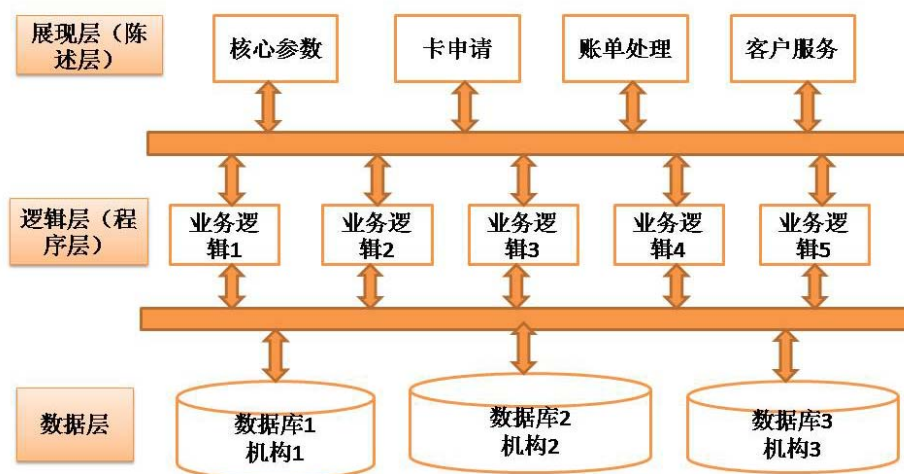 展现层（陈
述层）
核心参数
卡申请
账单处理
客户服务
逻辑层（程
序层）
业务逻
辑1
业务逻
辑2
业务逻
辑3
业务逻
辑4
业务逻
辑5
数据层
数据库1
机构1
数据库2
机构2
数据库3
机构3